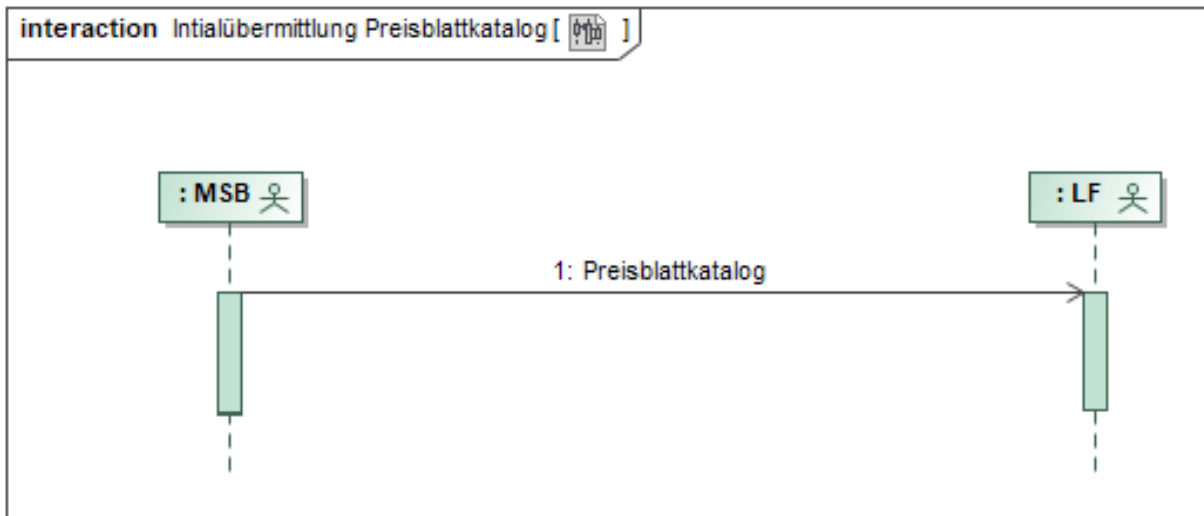 interaction Intialübermittlung Preisblattkatalog [ ]
: MSB
: LF
1: Preisblattkatalog